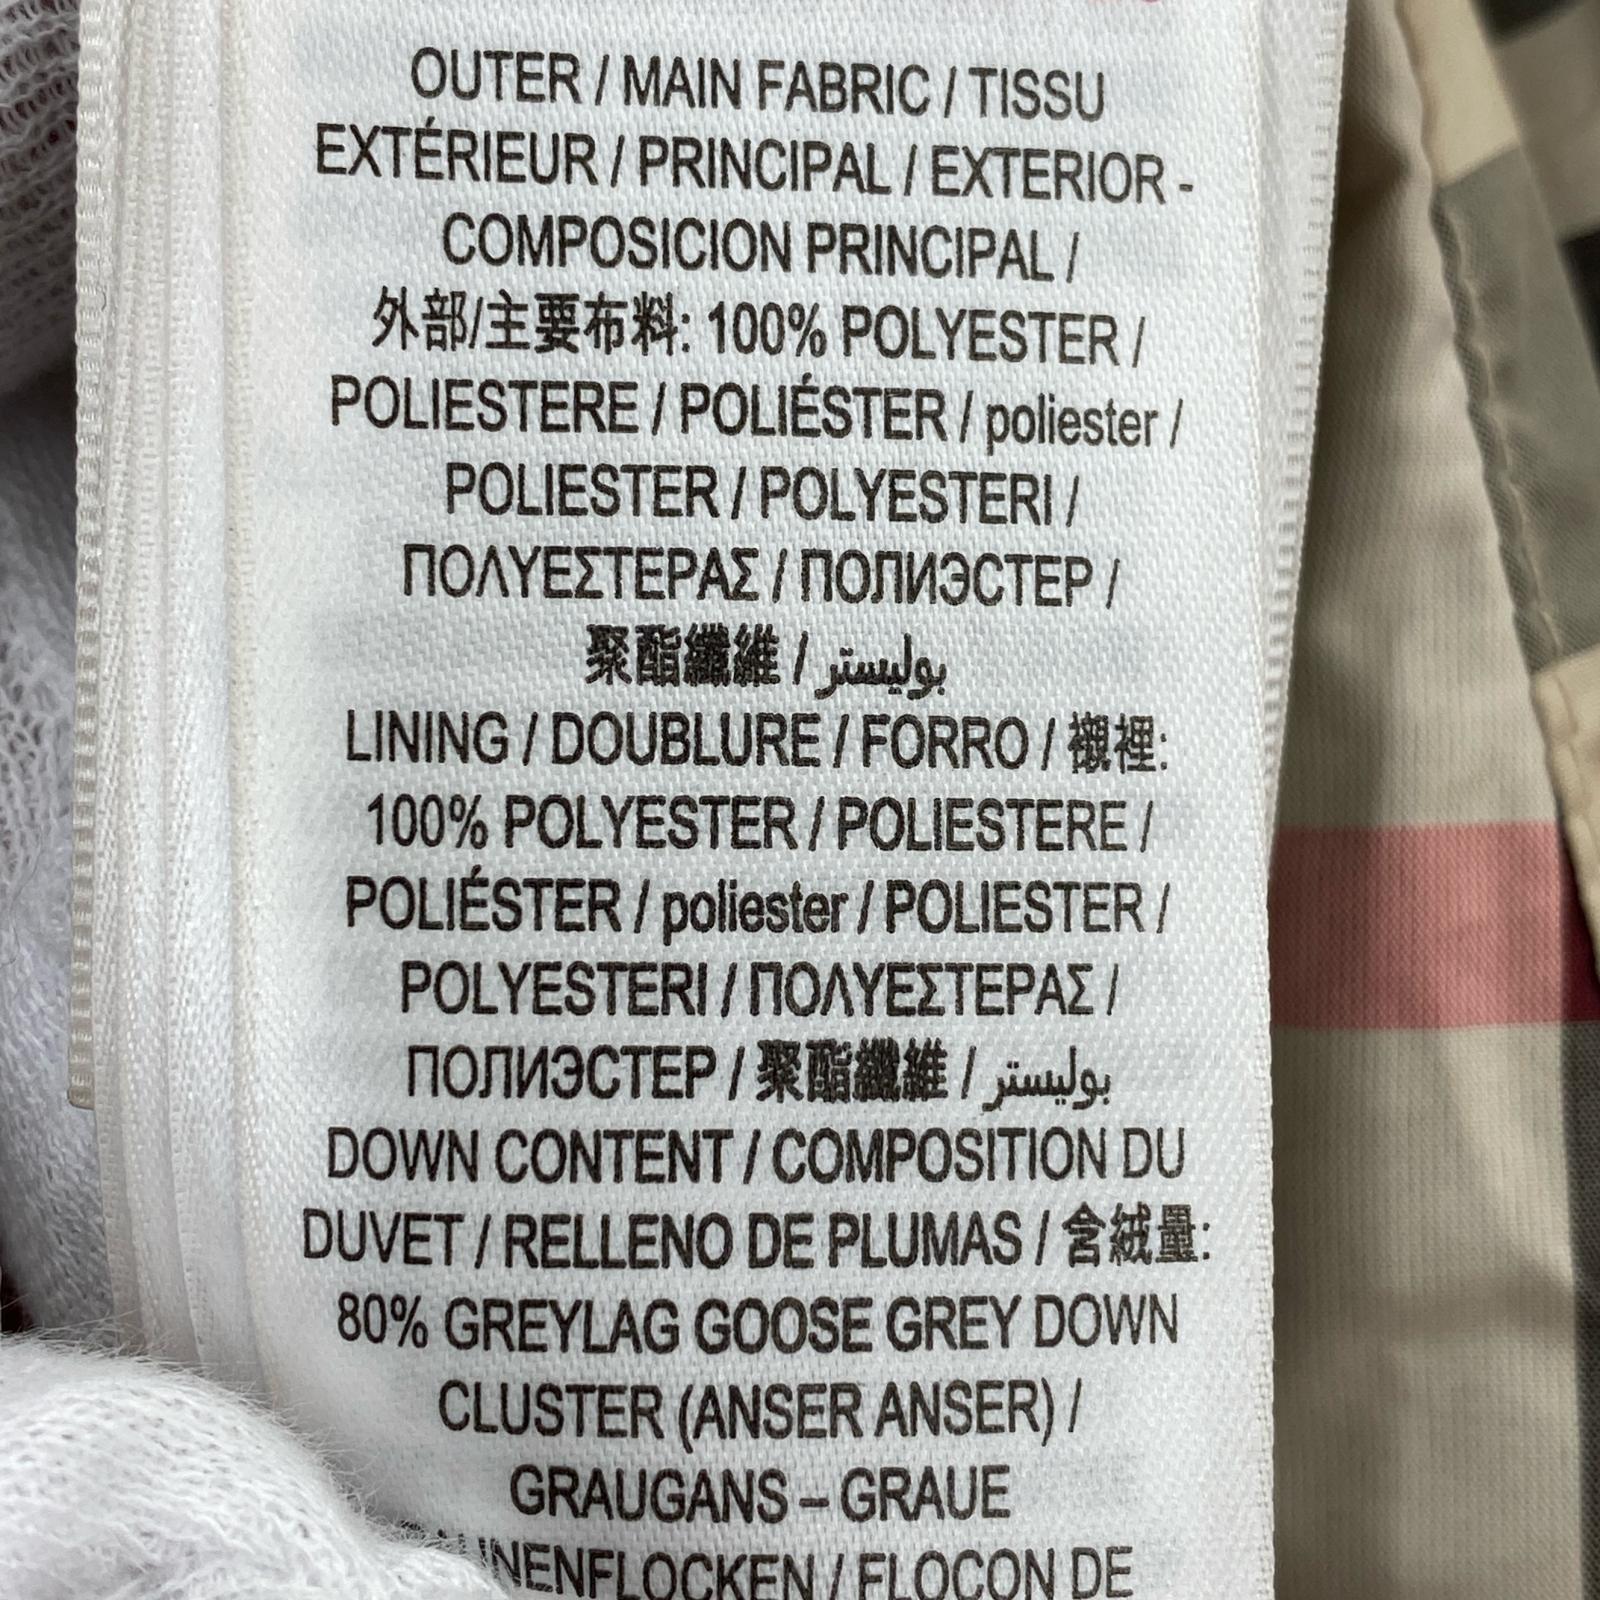 OUTER / MAIN FABRIC / TISSU
EXTÉRIEUR / PRINCIPAL / EXTERIOR -
COMPOSICION PRINCIPAL /
外部/主要布料: 100% POLYESTER /
POLIESTERE / POLIÉSTER / poliester /
POLIESTER / POLYESTERI /
ΠΟΛΥΕΣΤΕΡΑΣ / ПОЛИЭСТЕР /
聚酯纖維 / بوليستر
LINING / DOUBLURE / FORRO / 襯裡:
100% POLYESTER / POLIESTERE /
POLIÉSTER / poliester / POLIESTER /
POLYESTERI / ΠΟΛΥΕΣΤΕΡΑΣ /
ПОЛИЭСТЕР / 聚酯纖維 / بوليستر
DOWN CONTENT / COMPOSITION DU
DUVET / RELLENO DE PLUMAS / 含絨量:
80% GREYLAG GOOSE GREY DOWN
CLUSTER (ANSER ANSER) /
GRAUGANS – GRAUE
/ FLOCON DE